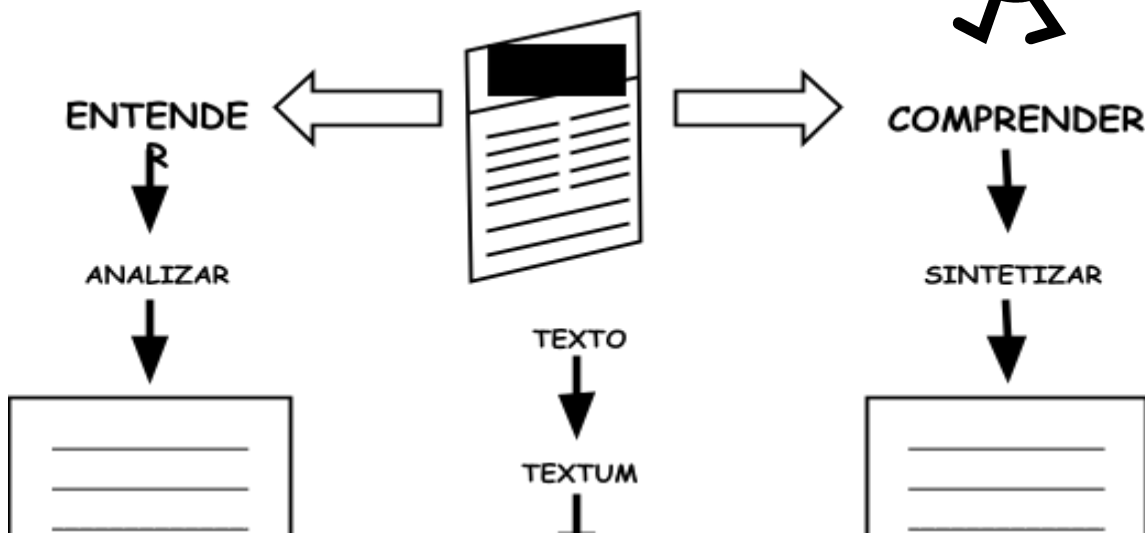 ENTENDE
R
COMPRENDER
ANALIZAR
SINTETIZAR
TEXTO
TEXTUM